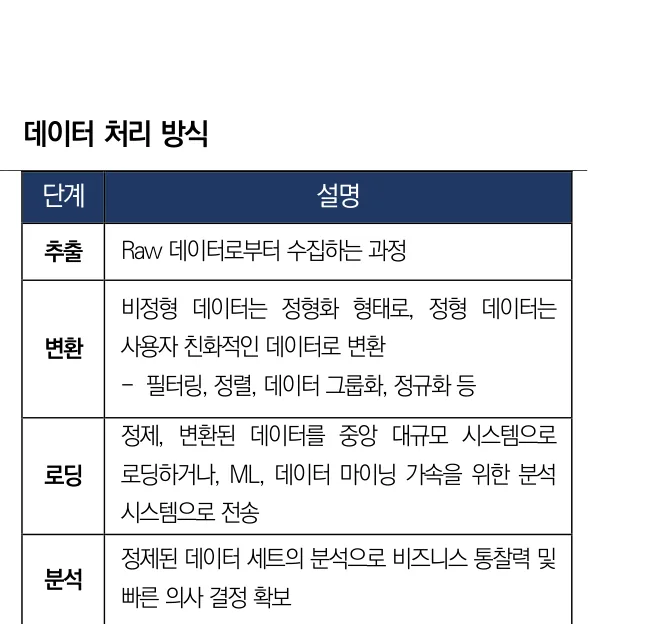 데이터 처리 방식
단계 설명
추출 Raw 데이터로부터 수집하는 과정
비정형 데이터는 정형화 형태로, 정형 데이터는
변환 사용자 친화적인 데이터로 변환
- 필터링, 정렬, 데이터 그룹화, 정규화 등
정제, 변환된 데이터를 중앙 대규모 시스템으로
로딩 로딩하거나, ML, 데이터 마이닝 가속을 위한 분석
시스템으로 전송
정제된 데이터 세트의 분석으로 비즈니스 통찰력 및
분석
빠른 의사 결정 확보